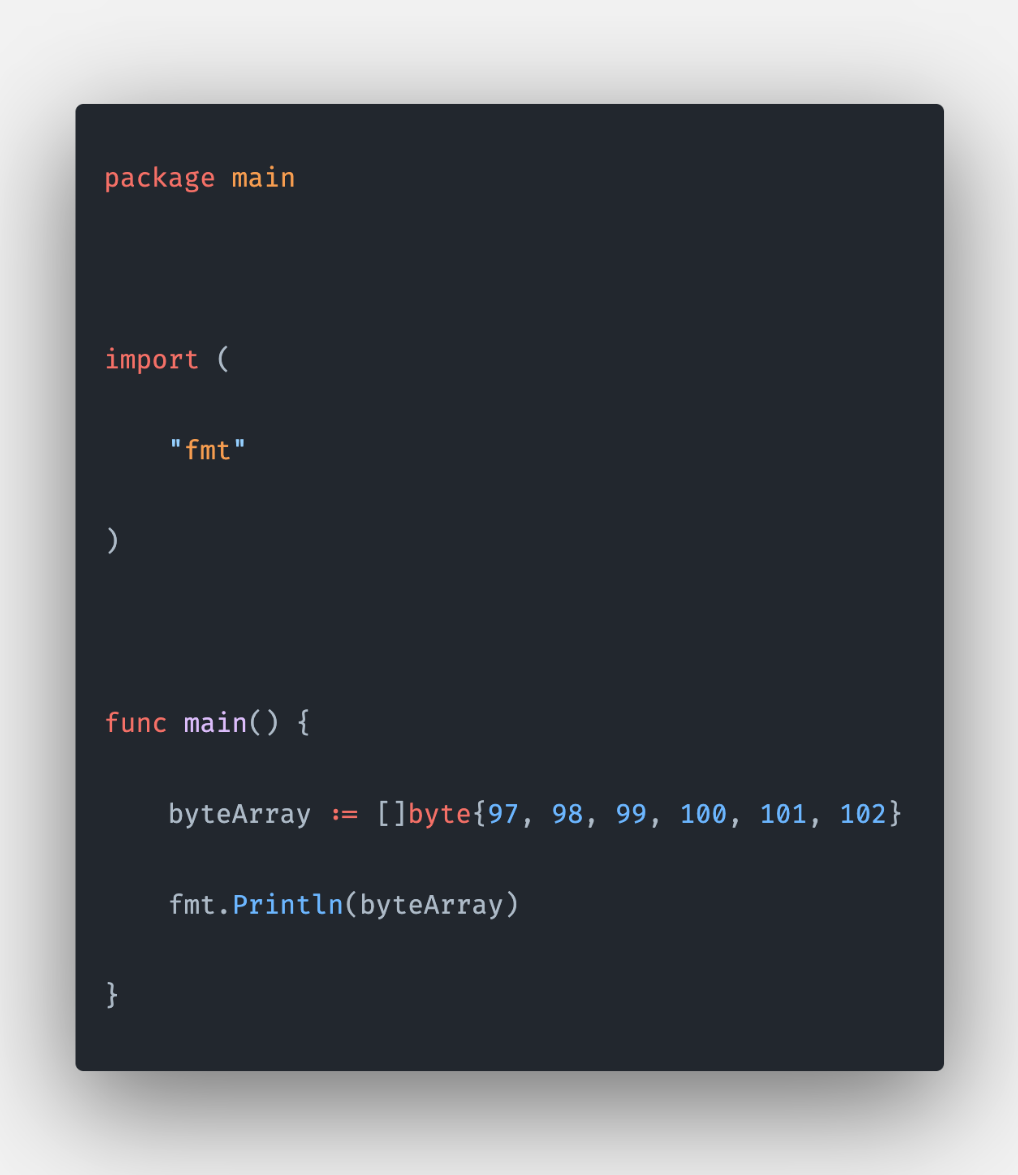 package main
import (
    "fmt"
)
func main() {
    byteArray := []byte{97, 98, 99, 100, 101, 102}
    fmt.Println(byteArray)
}